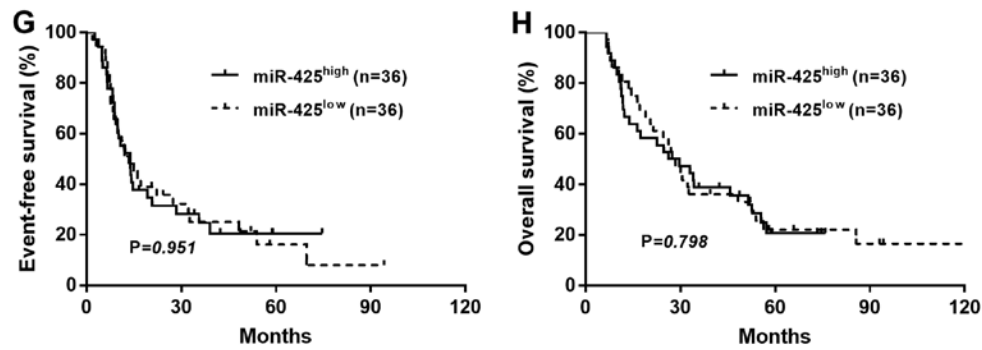 G
Event-free survival (%)
100
80
60
40
20
0
miR-425high (n=36)
miR-425low (n=36)
P=0.951
0 30 60 90 120
Months
H
Overall survival (%)
100
80
60
40
20
0
miR-425high (n=36)
miR-425low (n=36)
P=0.798
0 30 60 90 120
Months